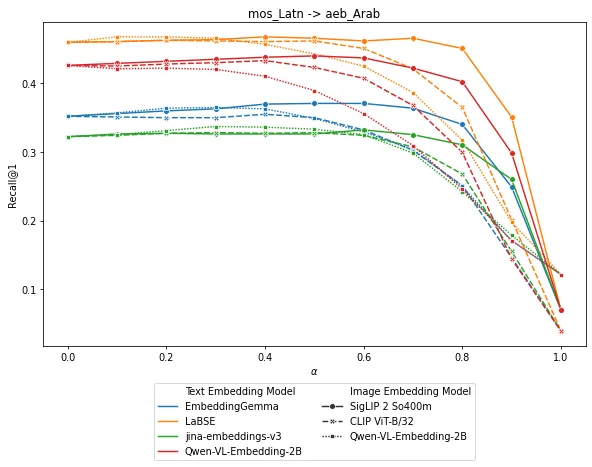 mos_Latn -> aeb_Arab
Recall@1
0.4
0.3
0.2
0.1
0.0 0.2 0.4 0.6 0.8 1.0
α
Text Embedding Model Image Embedding Model
EmbeddingGemma SigLIP 2 So400m
LaBSE CLIP ViT-B/32
jina-embeddings-v3 Qwen-VL-Embedding-2B
Qwen-VL-Embedding-2B